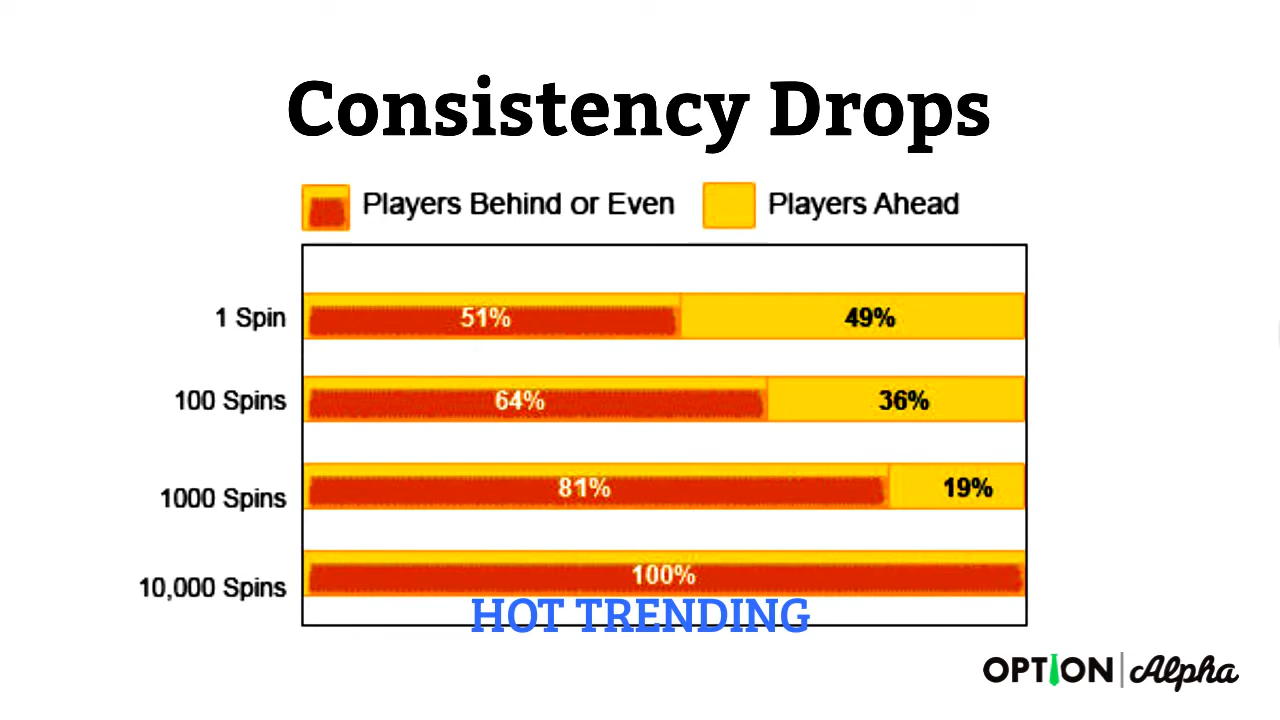 Consistency Drops
Players Behind or Even Players Ahead
1 Spin 51% 49%
100 Spins 64% 36%
1000 Spins 81% 19%
10,000 Spins 100%
HOT TRENDING
OPTION Alpha